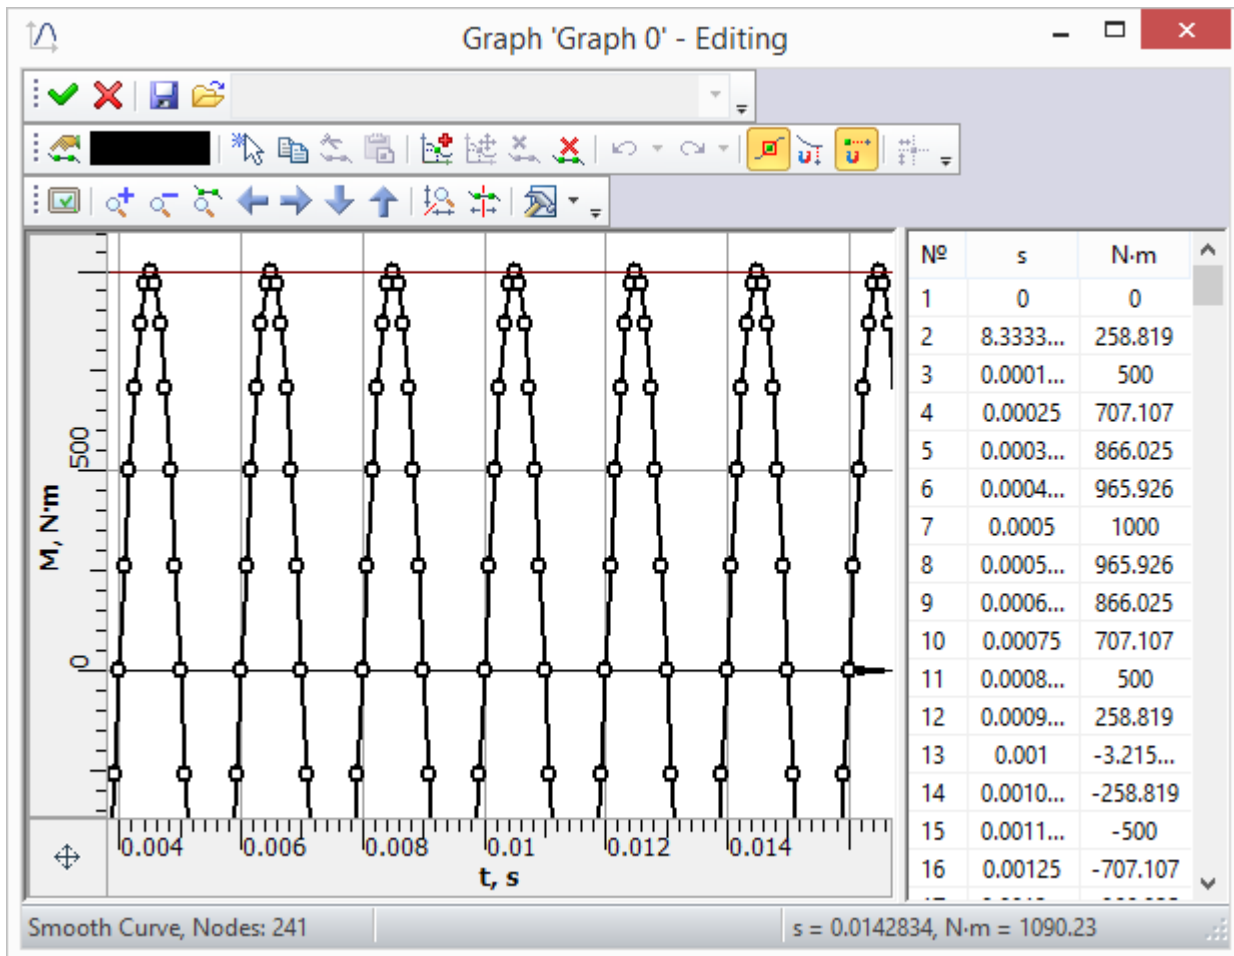 Graph 'Graph 0' - Editing
Nº s N·m
1 0 0
2 8.3333... 258.819
3 0.0001... 500
4 0.00025 707.107
5 0.0003... 866.025
6 0.0004... 965.926
7 0.0005 1000
8 0.0005... 965.926
9 0.0006... 866.025
10 0.00075 707.107
11 0.0008... 500
12 0.0009... 258.819
13 0.001 -3.215...
14 0.0010... -258.819
15 0.0011... -500
16 0.00125 -707.107
500
0
M, N·m
0.004 0.006 0.008 0.01 0.012 0.014
t, s
Smooth Curve, Nodes: 241
s = 0.0142834, N·m = 1090.23